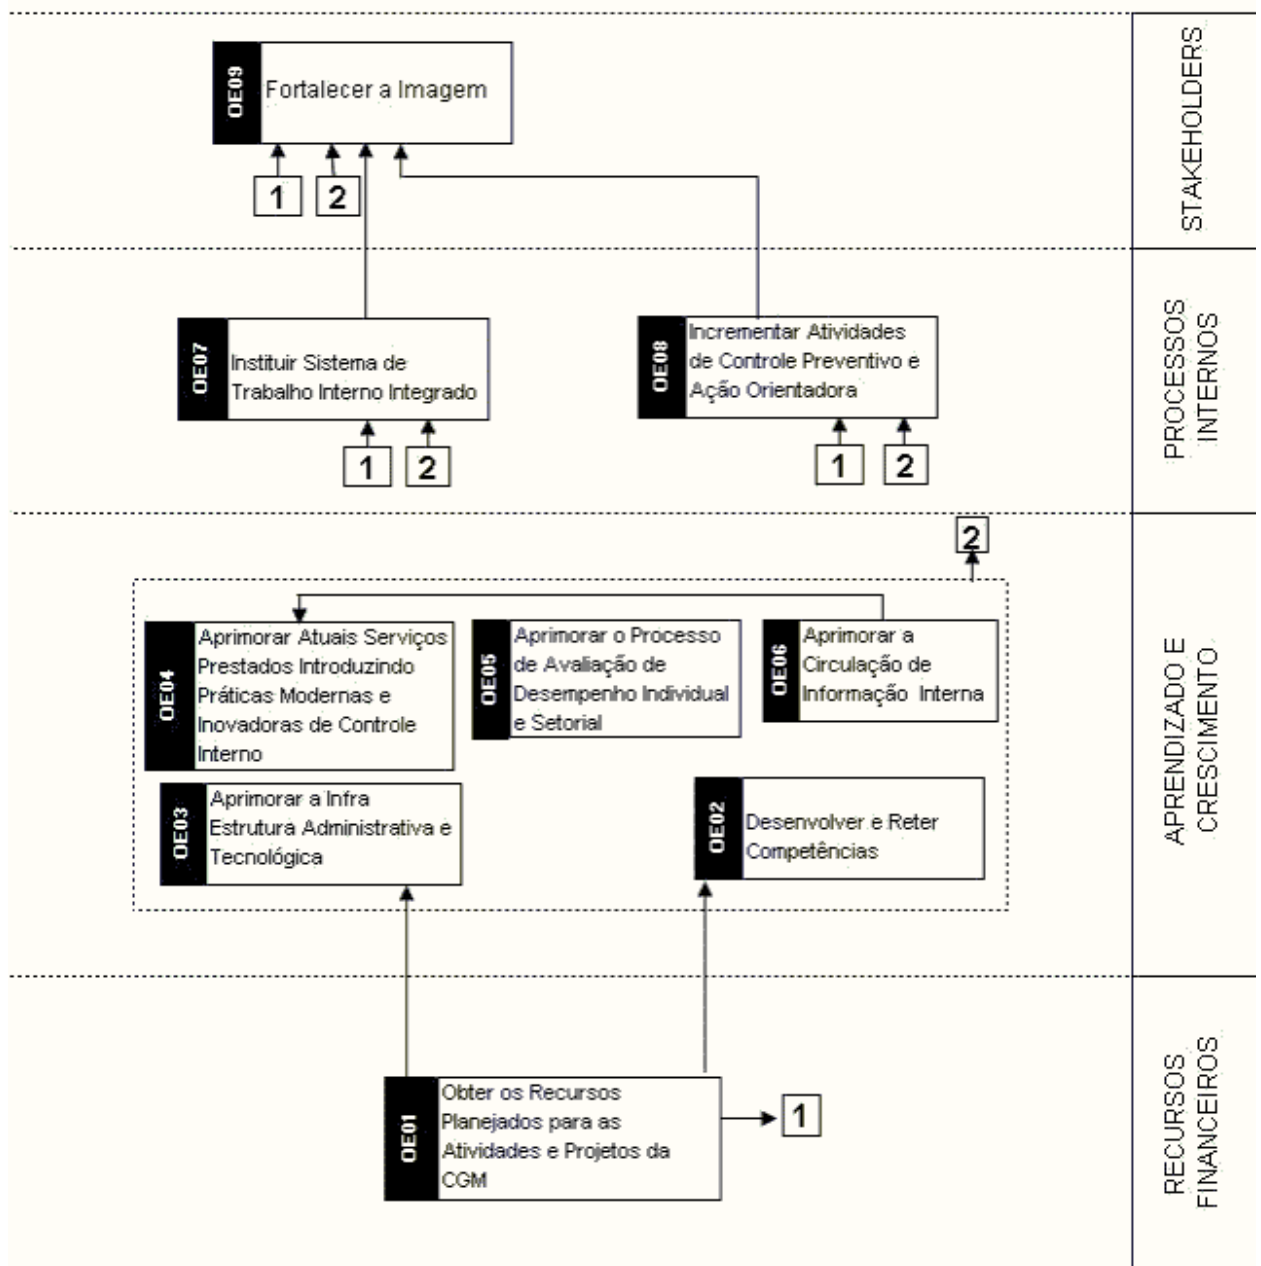 STAKEHOLDERS
OE09
Fortalecer a Imagem
1
2
PROCESSOS
INTERNOS
OE07
Instituir Sistema de
Trabalho Interno Integrado
1
2
OE08
Incrementar Atividades
de Controle Preventivo e
Ação Orientadora
1
2
APRENDIZADO E
CRESCIMENTO
2
OE04
Aprimorar Atuais Serviços
Prestados Introduzindo
Práticas Modernas e
Inovadoras de Controle
Interno
OE05
Aprimorar o Processo
de Avaliação de
Desempenho Individual
e Setorial
OE06
Aprimorar a
Circulação de
Informação Interna
OE03
Aprimorar a Infra
Estrutura Administrativa e
Tecnológica
OE02
Desenvolver e Reter
Competências
RECURSOS
FINANCEIROS
OE01
Obter os Recursos
Planejados para as
Atividades e Projetos da
CGM
1